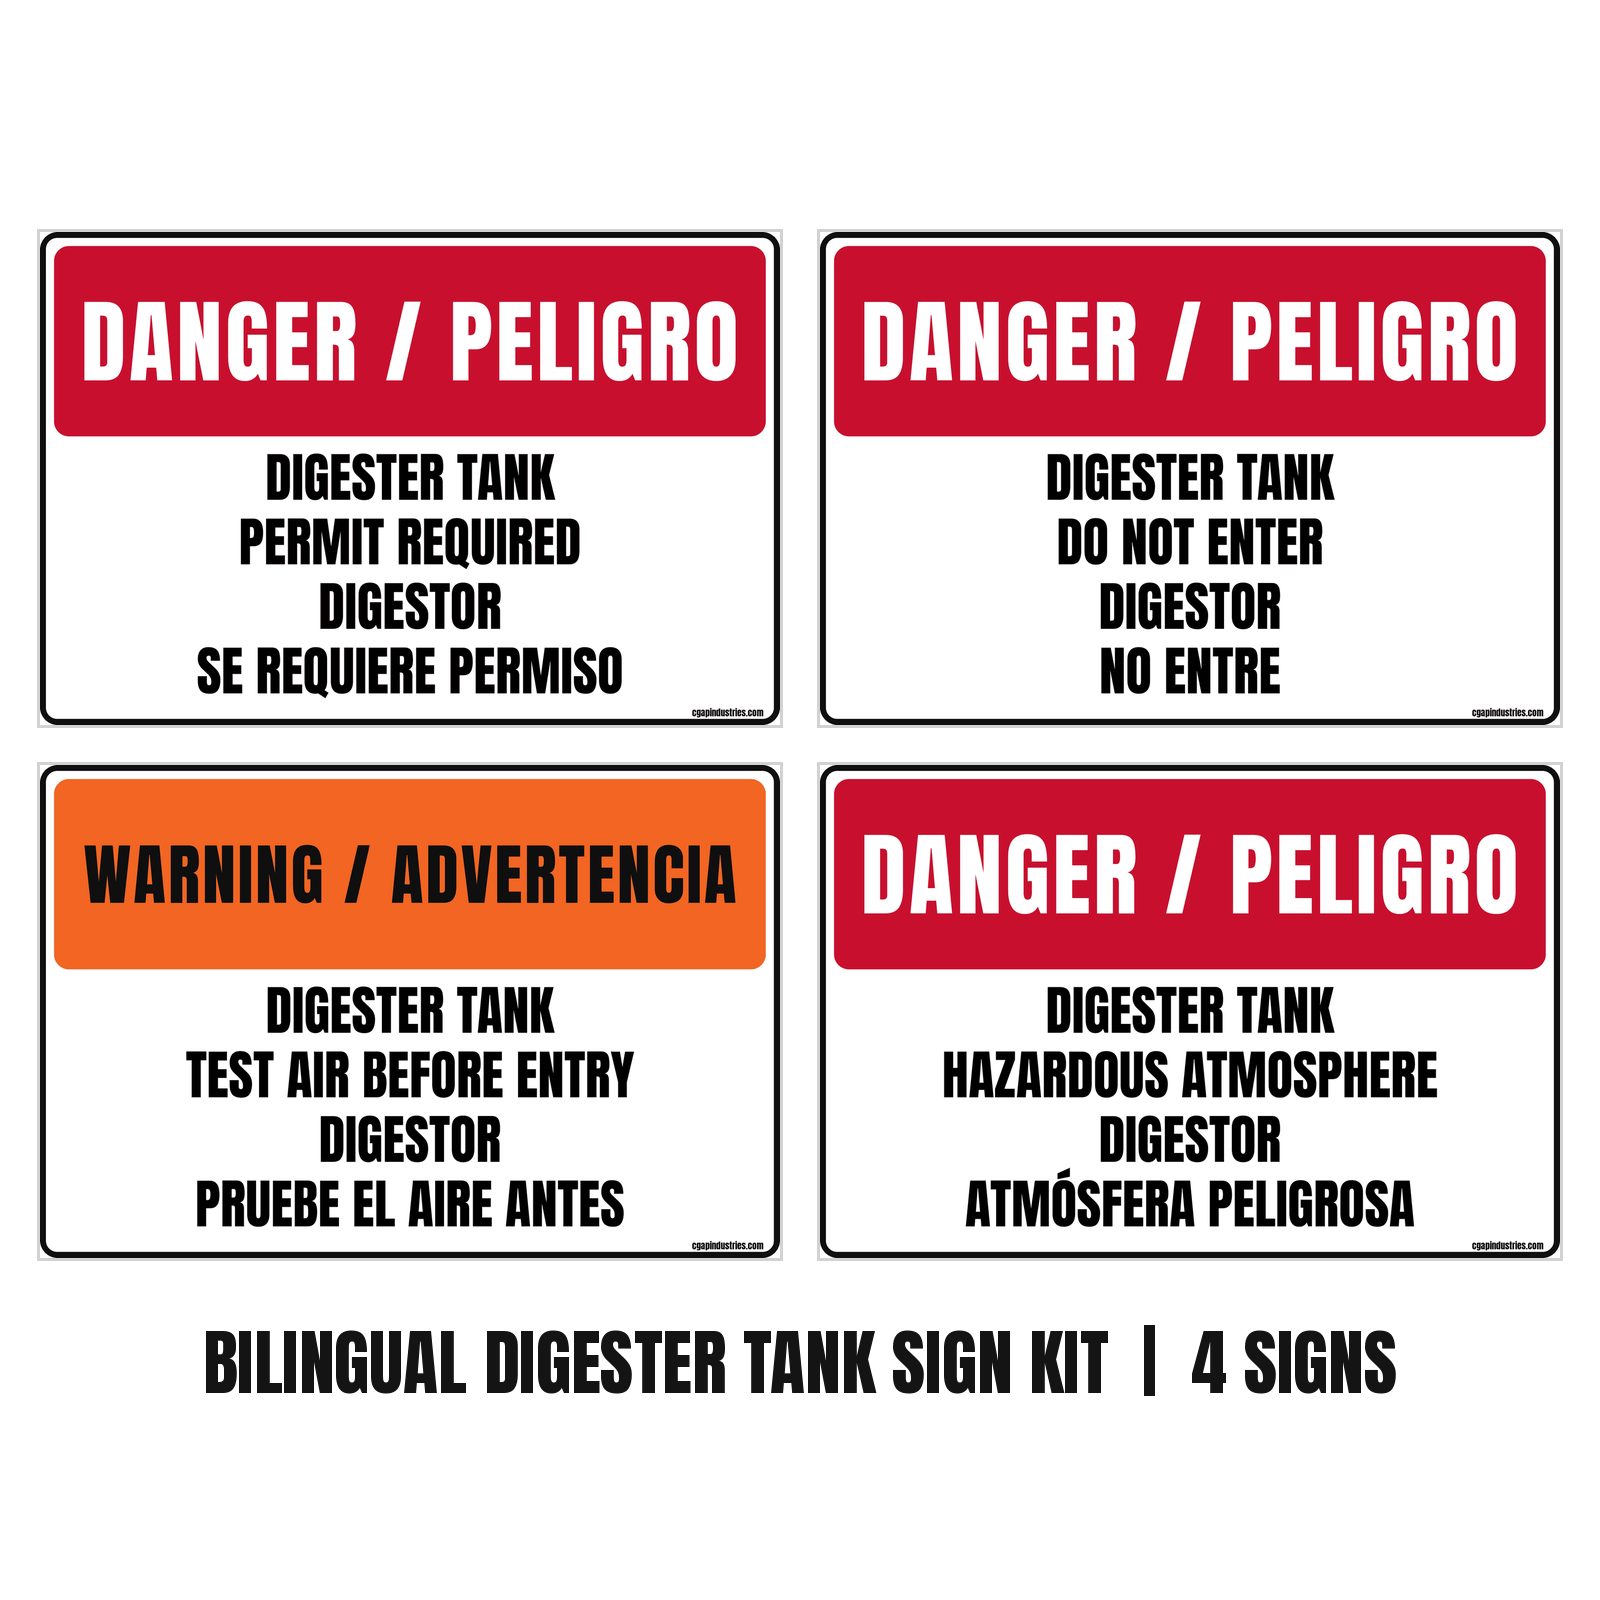 DANGER / PELIGRO
DIGESTER TANK
PERMIT REQUIRED
DIGESTOR
SE REQUIERE PERMISO
cgapindustries.com
DANGER / PELIGRO
DIGESTER TANK
DO NOT ENTER
DIGESTOR
NO ENTRE
cgapindustries.com
WARNING / ADVERTENCIA
DIGESTER TANK
TEST AIR BEFORE ENTRY
DIGESTOR
PRUEBE EL AIRE ANTES
cgapindustries.com
DANGER / PELIGRO
DIGESTER TANK
HAZARDOUS ATMOSPHERE
DIGESTOR
ATMÓSFERA PELIGROSA
cgapindustries.com
BILINGUAL DIGESTER TANK SIGN KIT | 4 SIGNS